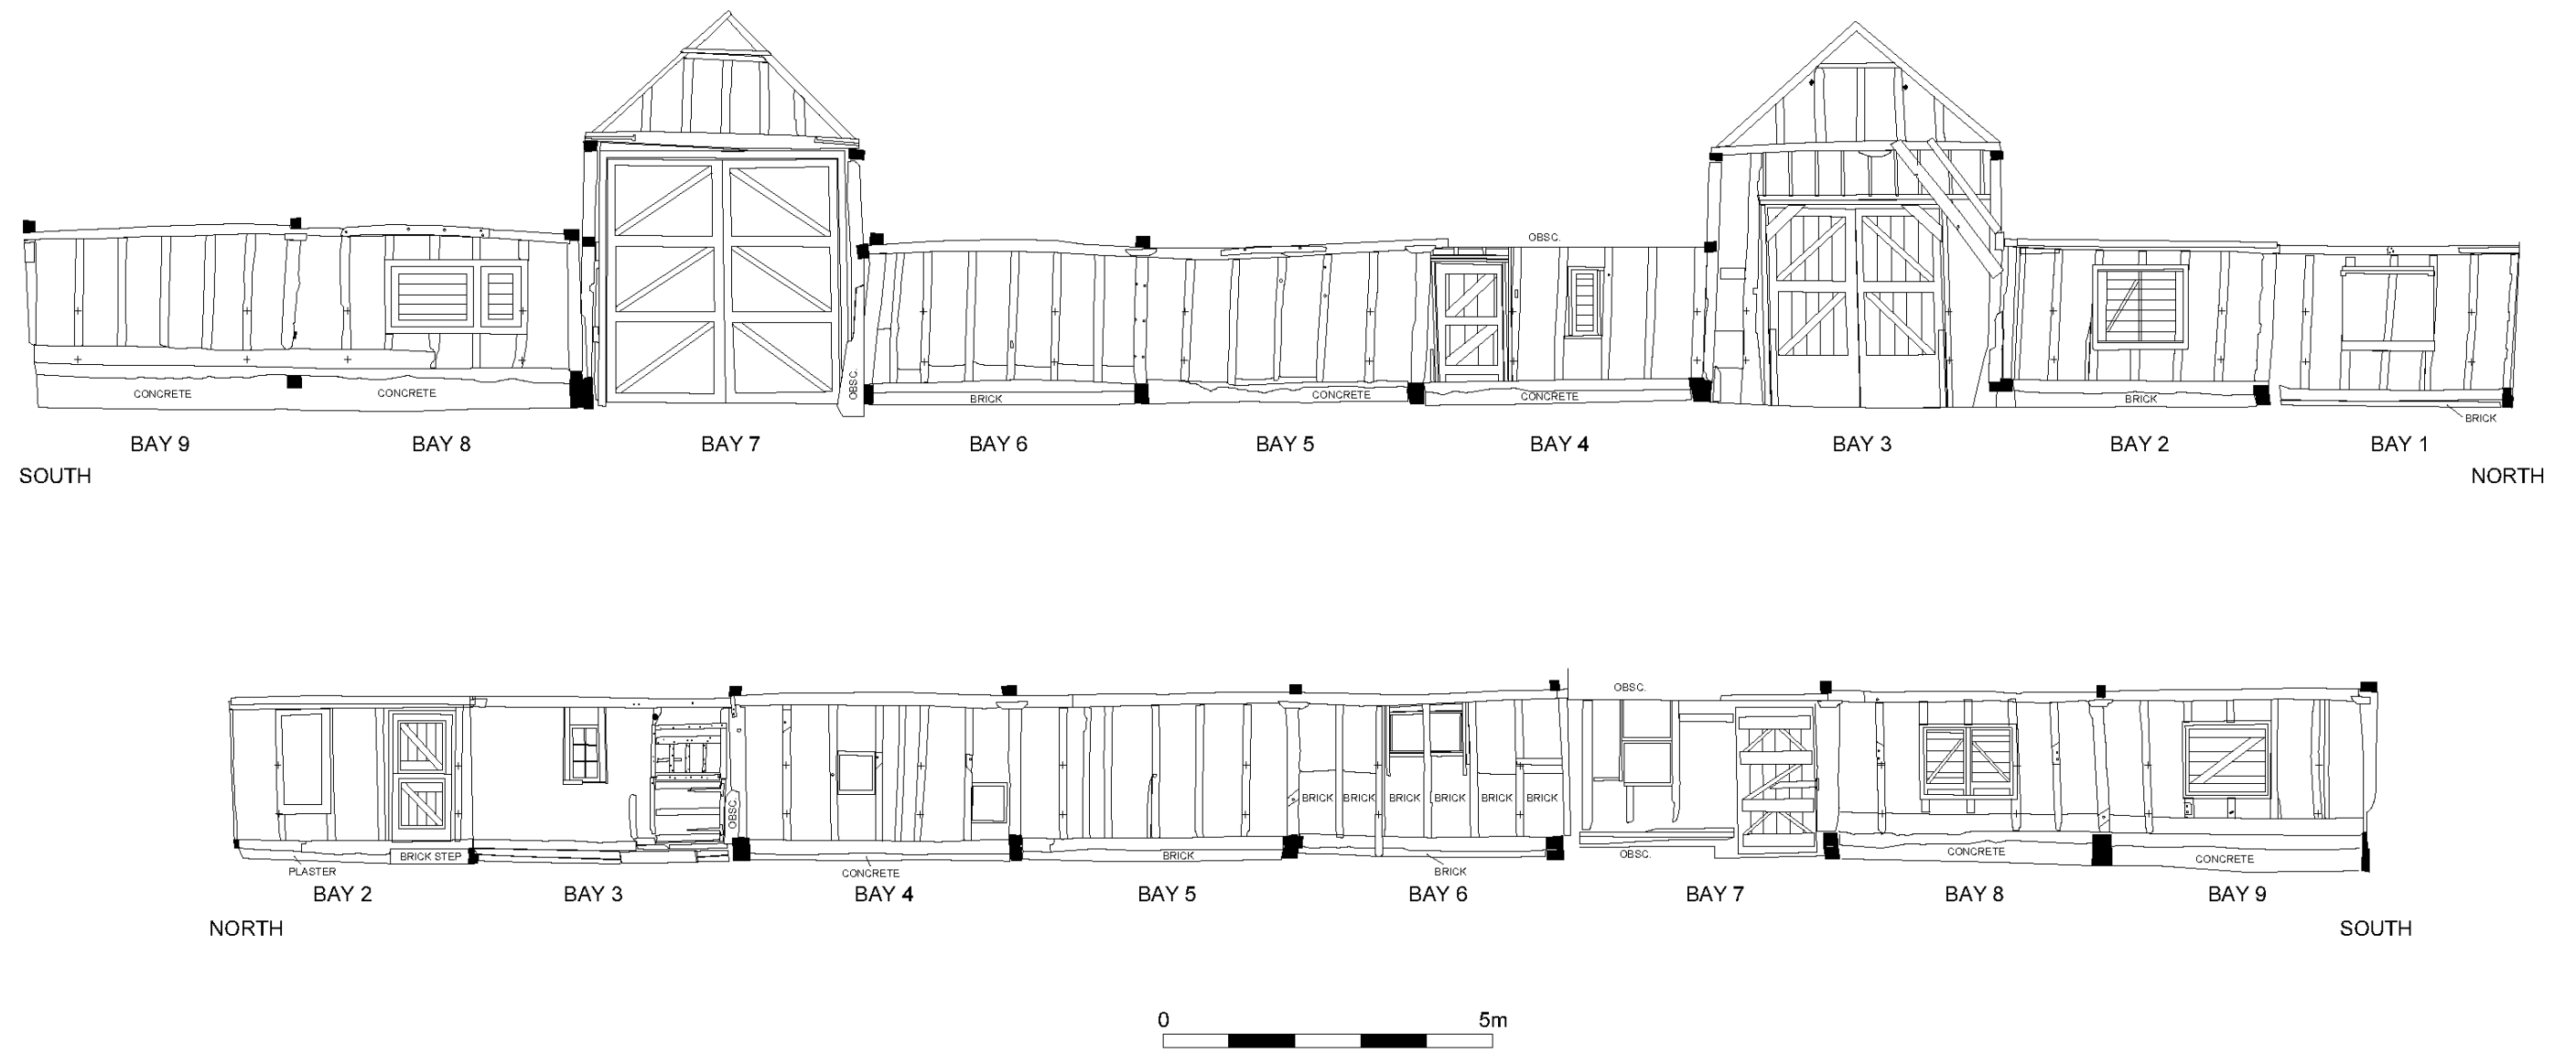 OBSC.
OBSC.
CONCRETE
CONCRETE
BRICK
CONCRETE
CONCRETE
BRICK
BRICK
BAY 9
BAY 8
BAY 7
BAY 6
BAY 5
BAY 4
BAY 3
BAY 2
BAY 1
SOUTH
NORTH
OBSC.
OBSC.
BRICK
BRICK
BRICK
BRICK
BRICK
BRICK
PLASTER
BRICK STEP
CONCRETE
BRICK
BRICK
OBSC.
CONCRETE
CONCRETE
BAY 2
BAY 3
BAY 4
BAY 5
BAY 6
BAY 7
BAY 8
BAY 9
NORTH
SOUTH
0
5m